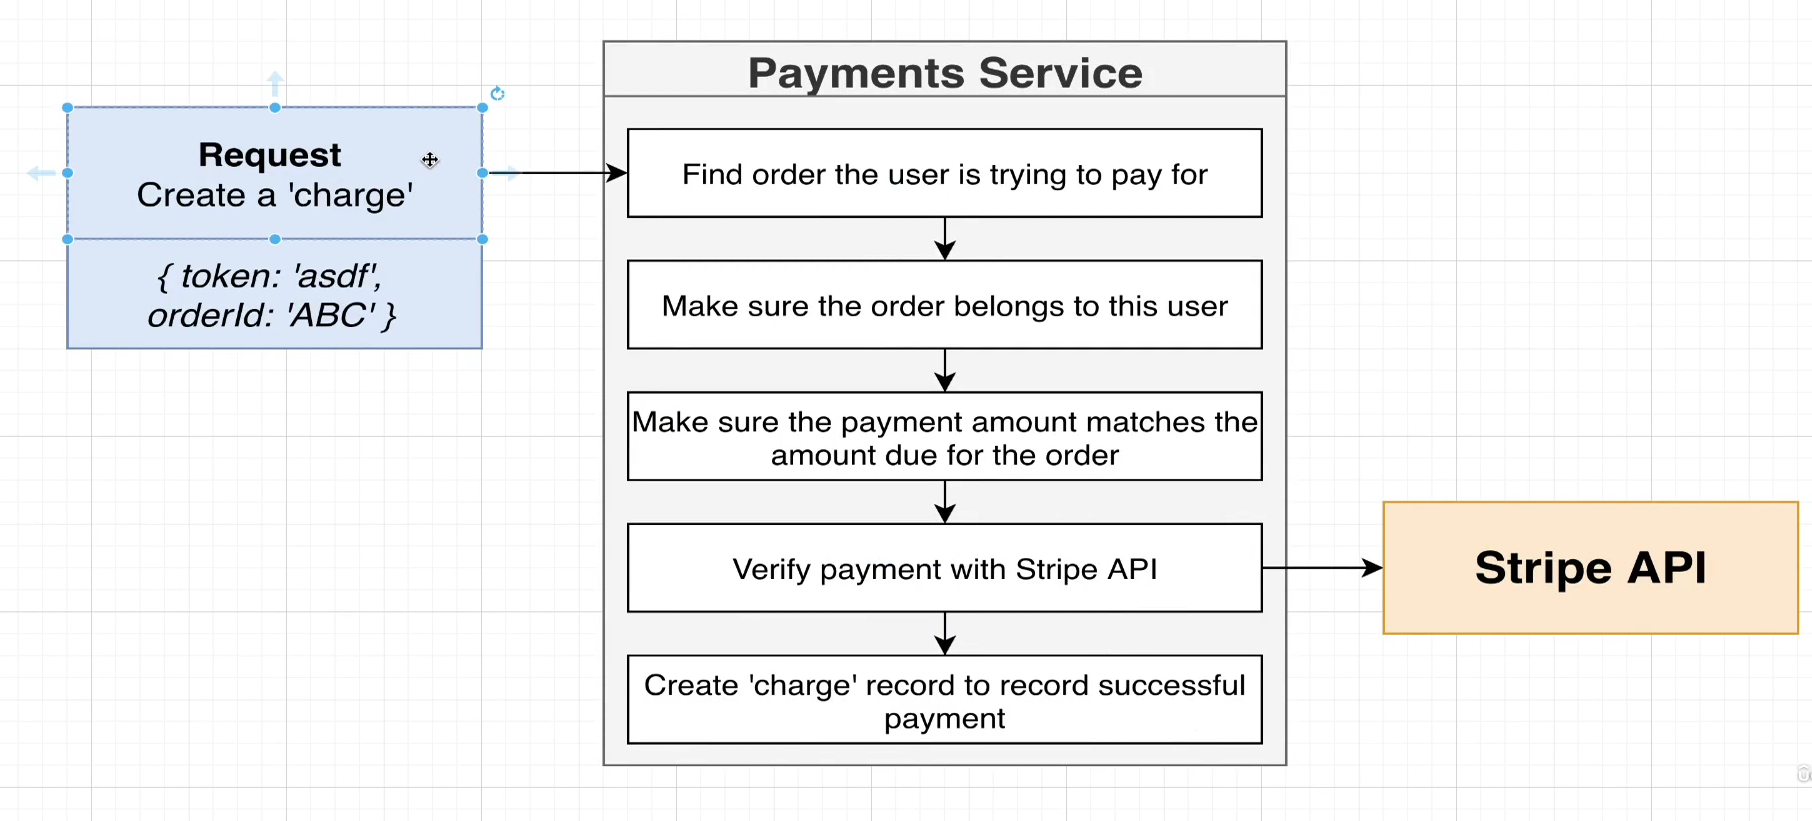 Payments Service
Request
Create a 'charge'
{ token: 'asdf',
orderId: 'ABC' }
Find order the user is trying to pay for
Make sure the order belongs to this user
Make sure the payment amount matches the
amount due for the order
Verify payment with Stripe API
Stripe API
Create 'charge' record to record successful
payment